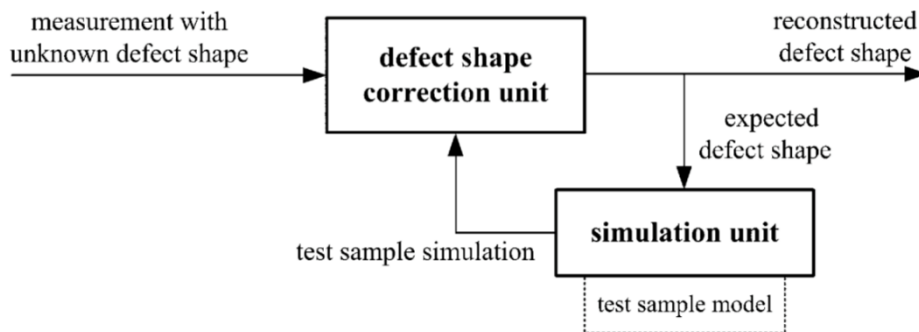 measurement with
unknown defect shape
defect shape
correction unit
reconstructed
defect shape
expected
defect shape
test sample simulation
simulation unit
test sample model